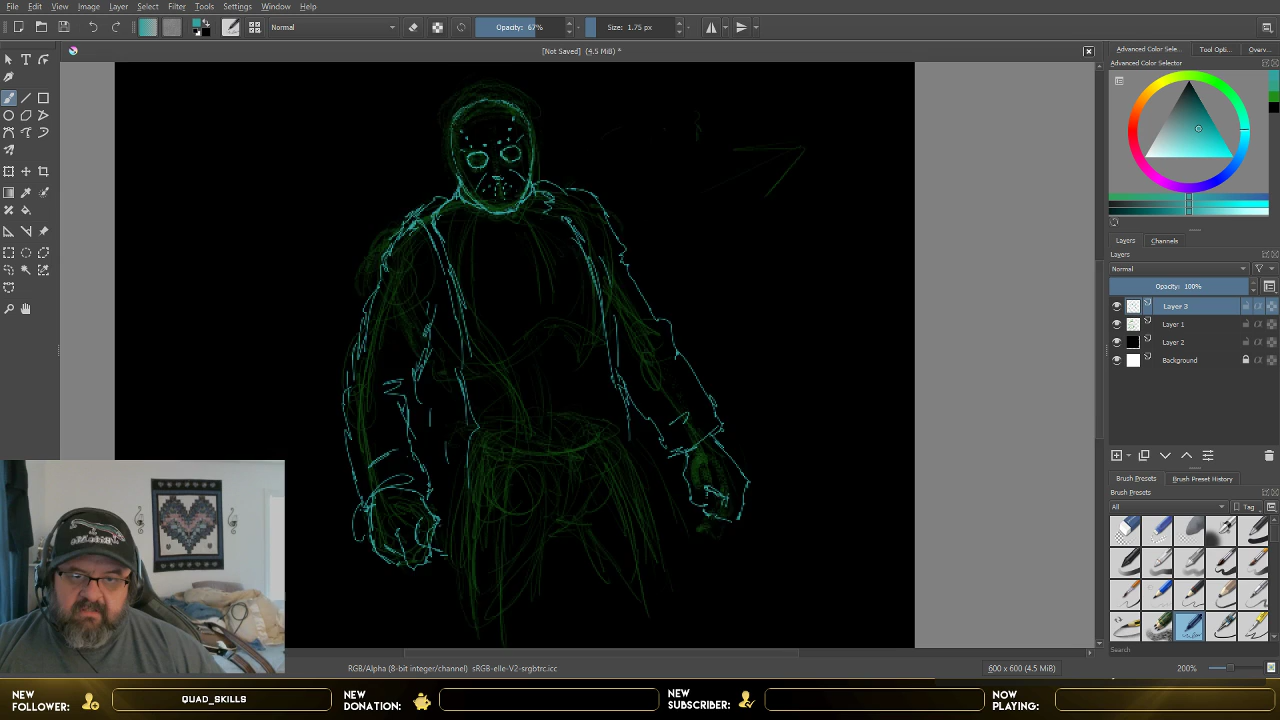 File Edit View Image Layer Select Filter Tools Settings Window Help
Normal Opacity: 67% Size: 1.75 px
[Not Saved] (4.5 MiB) *
Advanced Color Sele... Tool Opti... Overv...
Advanced Color Selector
Layers Channels
Layers
Normal
Opacity: 100%
Layer 3
Layer 1
Layer 2
Background
Brush Presets Brush Preset History
Brush Presets
All Tag
Search
RGB/Alpha (8-bit integer/channel) sRGB-elle-V2-srgbtrc.icc 600 x 600 (4.5 MiB) 200%
NEW FOLLOWER: QUAD_SKILLS NEW DONATION: NEW SUBSCRIBER: NOW PLAYING: